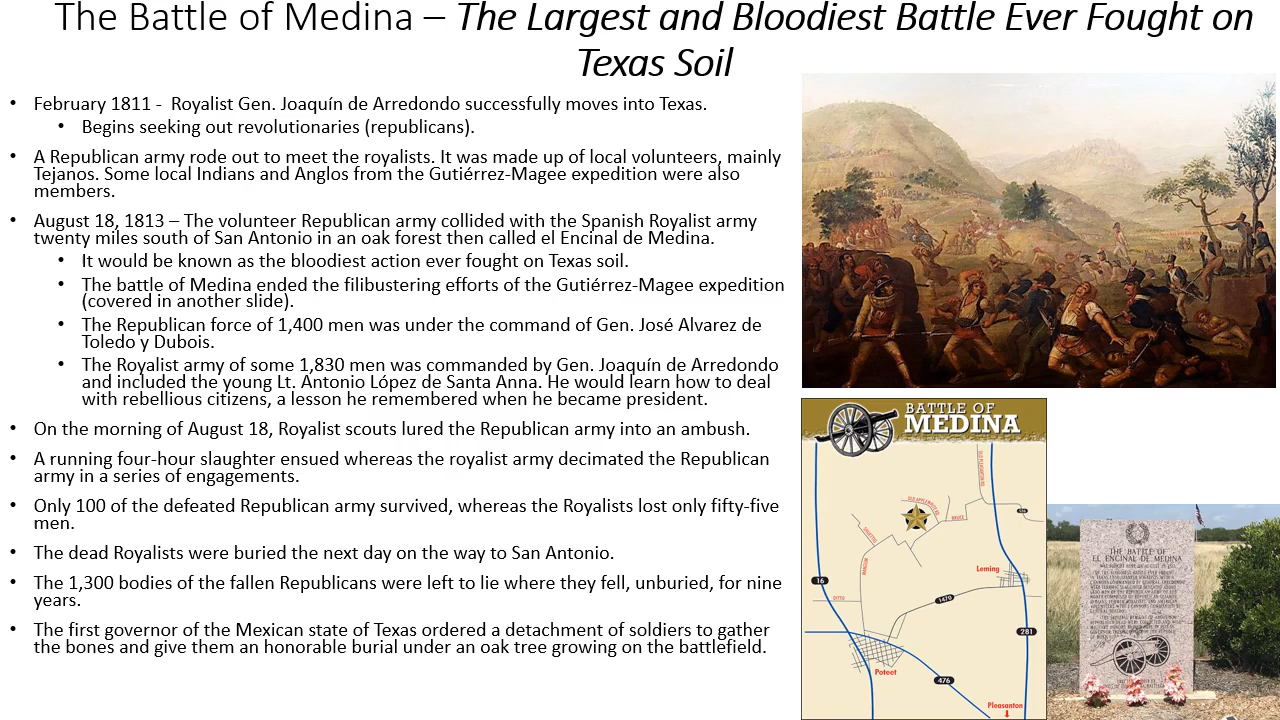 The Battle of Medina – The Largest and Bloodiest Battle Ever Fought on
Texas Soil
• February 1811 - Royalist Gen. Joaquín de Arredondo successfully moves into Texas.
• Begins seeking out revolutionaries (republicans).
• A Republican army rode out to meet the royalists. It was made up of local volunteers, mainly
Tejanos. Some local Indians and Anglos from the Gutiérrez-Magee expedition were also
members.
• August 18, 1813 – The volunteer Republican army collided with the Spanish Royalist army
twenty miles south of San Antonio in an oak forest then called el Encinal de Medina.
• It would be known as the bloodiest action ever fought on Texas soil.
• The battle of Medina ended the filibustering efforts of the Gutiérrez-Magee expedition
(covered in another slide).
• The Republican force of 1,400 men was under the command of Gen. José Alvarez de
Toledo y Dubois.
• The Royalist army of some 1,830 men was commanded by Gen. Joaquín de Arredondo
and included the young Lt. Antonio López de Santa Anna. He would learn how to deal
with rebellious citizens, a lesson he remembered when he became president.
• On the morning of August 18, Royalist scouts lured the Republican army into an ambush.
• A running four-hour slaughter ensued whereas the royalist army decimated the Republican
army in a series of engagements.
• Only 100 of the defeated Republican army survived, whereas the Royalists lost only fifty-five
men.
• The dead Royalists were buried the next day on the way to San Antonio.
• The 1,300 bodies of the fallen Republicans were left to lie where they fell, unburied, for nine
years.
• The first governor of the Mexican state of Texas ordered a detachment of soldiers to gather
the bones and give them an honorable burial under an oak tree growing on the battlefield.
BATTLE OF
MEDINA
BRUCE
Leming
16
1470
281
Poteet
476
Pleasanton
THE BATTLE OF
EL ENCINAL DE MEDINA